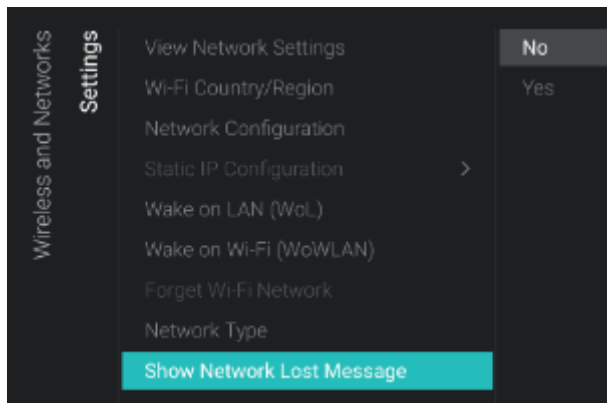 Wireless and Networks
Settings
View Network Settings
Wi-Fi Country/Region
Network Configuration
Static IP Configuration >
Wake on LAN (WoL)
Wake on Wi-Fi (WoWLAN)
Forget Wi-Fi Network
Network Type
Show Network Lost Message
No
Yes